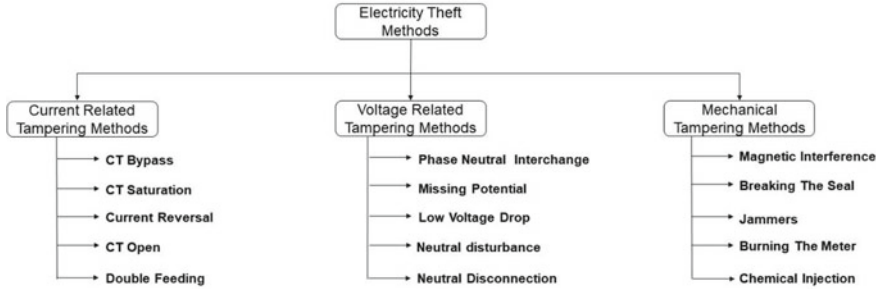 Electricity Theft
Methods
Current Related
Tampering Methods
CT Bypass
CT Saturation
Current Reversal
CT Open
Double Feeding
Voltage Related
Tampering Methods
Phase Neutral Interchange
Missing Potential
Low Voltage Drop
Neutral disturbance
Neutral Disconnection
Mechanical
Tampering Methods
Magnetic Interference
Breaking The Seal
Jammers
Burning The Meter
Chemical Injection